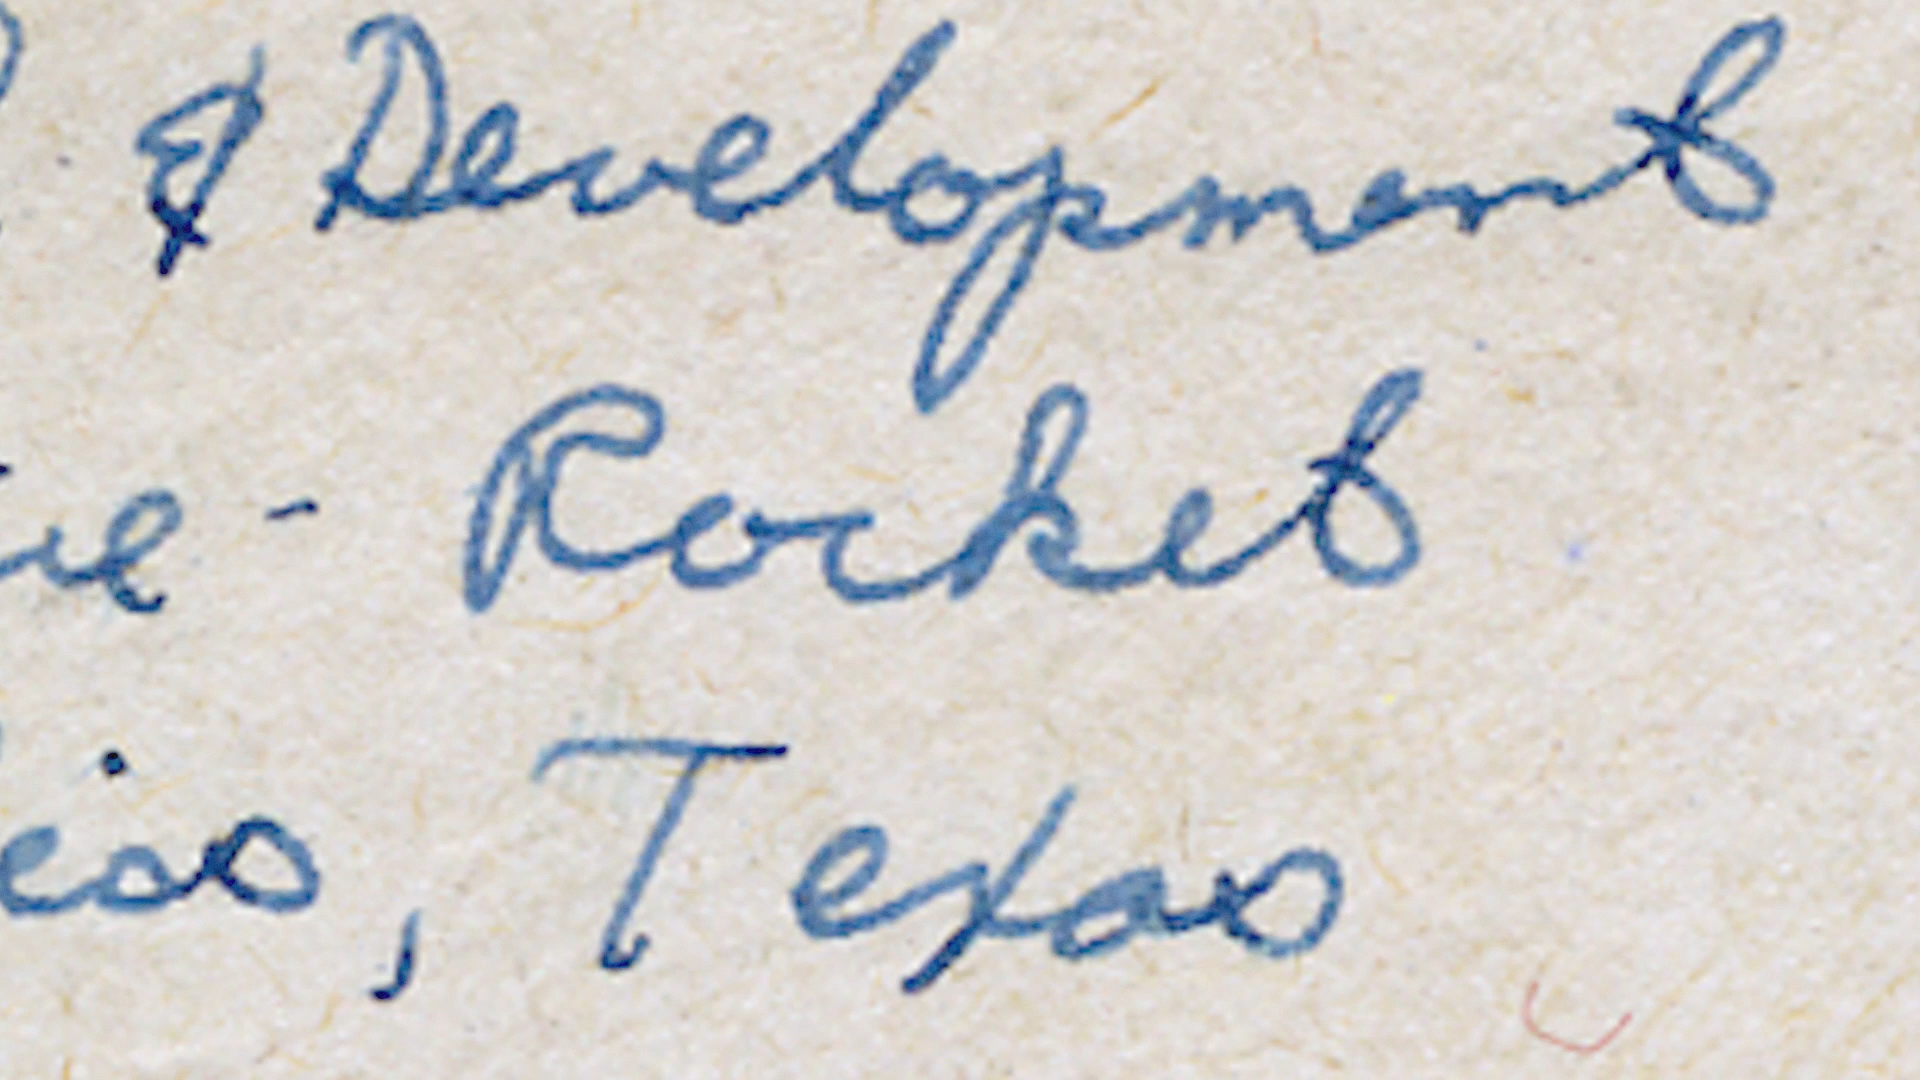 & Development
- Rocket
, Texas